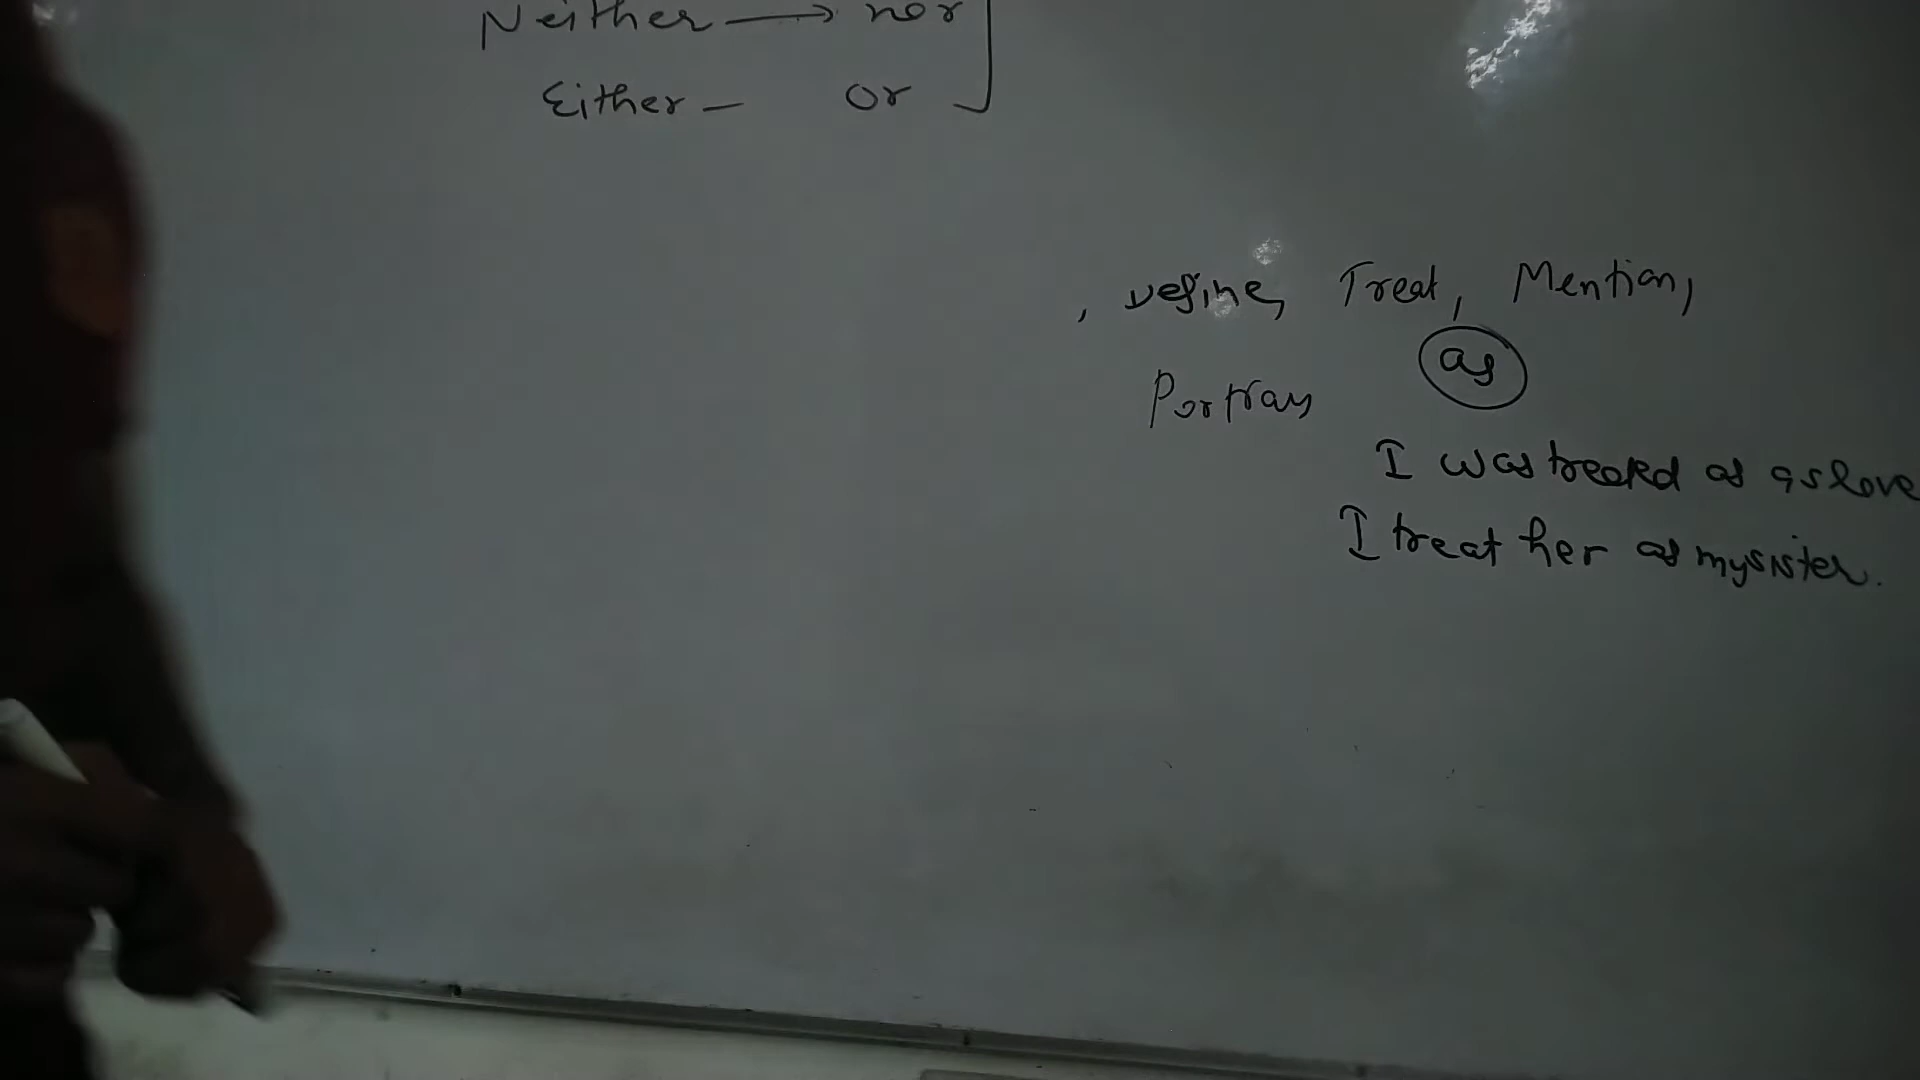 Neither → nor
Either — or
, Define, Treat, Mention,
Portray as
I was treated as a slave
I treat her as my sister.